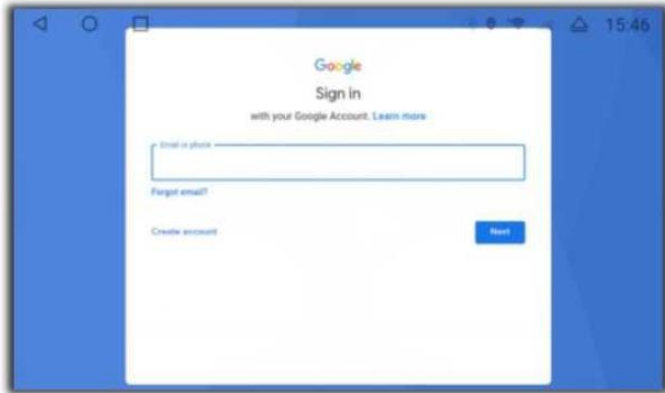 15:46
Google
Sign in
with your Google Account. Learn more
Email or phone
Forgot email?
Create account
Next